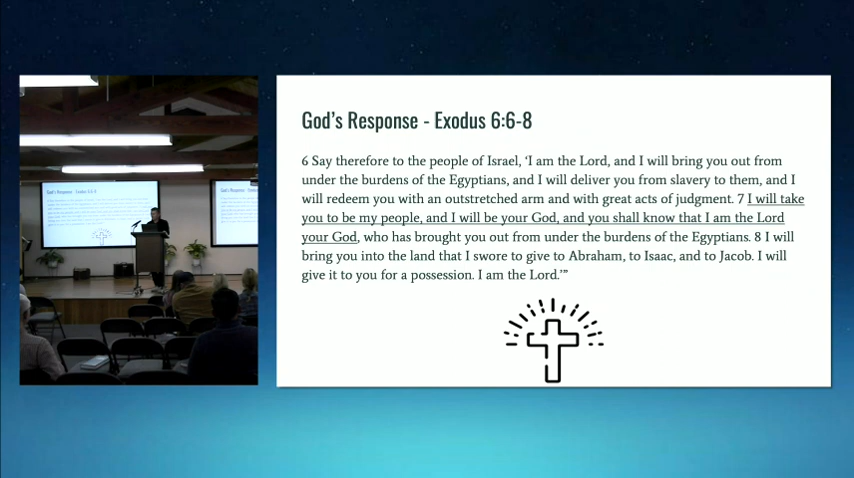 God's Response - Exodus 6:6-8
God's Response - Exodus 6:6-8
6 Say therefore to the people of Israel, ‘I am the Lord, and I will bring you out from
under the burdens of the Egyptians, and I will deliver you from slavery to them, and I
will redeem you with an outstretched arm and with great acts of judgment. 7 I will take
you to be my people, and I will be your God, and you shall know that I am the Lord
your God, who has brought you out from under the burdens of the Egyptians. 8 I will
bring you into the land that I swore to give to Abraham, to Isaac, and to Jacob. I will
give it to you for a possession. I am the Lord.’”